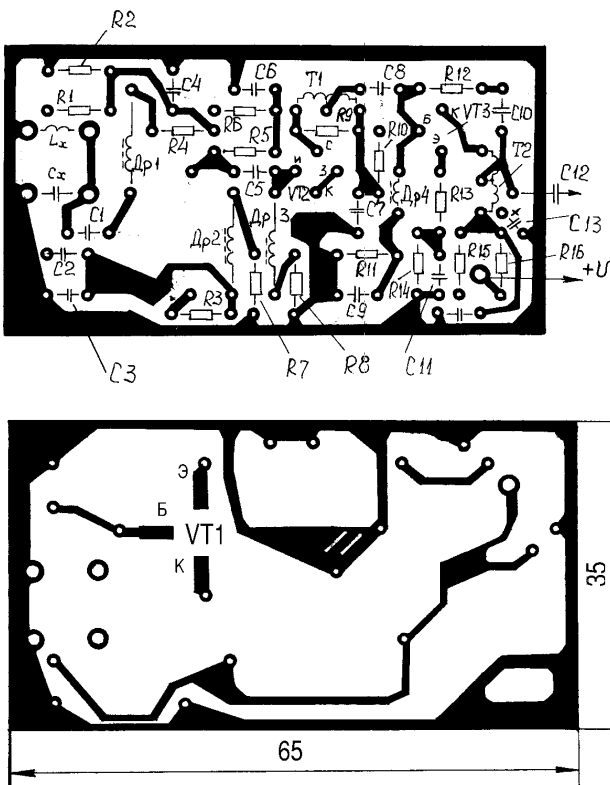 R2
C4 C6 T1 C8 R12
R1 R6 R9 R10 Б К VT3 C10
Lx R4 R5 С Э T2
Др1 И З
Cx C5 VT2 К Др4 R13 C12
C1 C7 x C13
Др2 Др 3
C2 R11 R15 R16
+U
R14
R3 C9
C3 R7 R8 C11
Э
Б
VT1
К
35
65